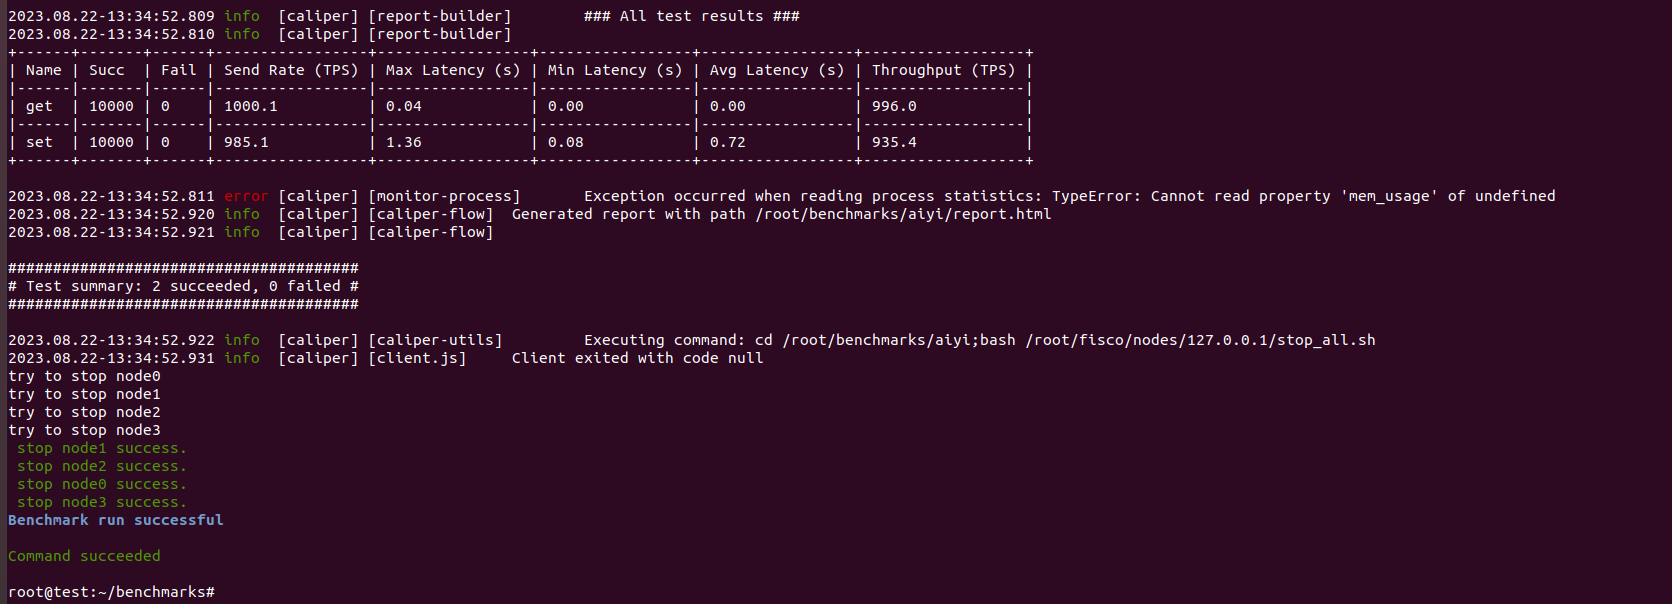 2023.08.22-13:34:52.809 info  [caliper] [report-builder]        ### All test results ###
2023.08.22-13:34:52.810 info  [caliper] [report-builder]
+------+-------+------+-----------------+-----------------+-----------------+-----------------+------------------+
| Name | Succ  | Fail | Send Rate (TPS) | Max Latency (s) | Min Latency (s) | Avg Latency (s) | Throughput (TPS) |
|------|-------|------|-----------------|-----------------|-----------------|-----------------|------------------|
| get  | 10000 | 0    | 1000.1          | 0.04            | 0.00            | 0.00            | 996.0            |
|------|-------|------|-----------------|-----------------|-----------------|-----------------|------------------|
| set  | 10000 | 0    | 985.1           | 1.36            | 0.08            | 0.72            | 935.4            |
+------+-------+------+-----------------+-----------------+-----------------+-----------------+------------------+
2023.08.22-13:34:52.811 error [caliper] [monitor-process]       Exception occurred when reading process statistics: TypeError: Cannot read property 'mem_usage' of undefined
2023.08.22-13:34:52.920 info  [caliper] [caliper-flow]  Generated report with path /root/benchmarks/aiyi/report.html
2023.08.22-13:34:52.921 info  [caliper] [caliper-flow]
#######################################
# Test summary: 2 succeeded, 0 failed #
#######################################
2023.08.22-13:34:52.922 info  [caliper] [caliper-utils]         Executing command: cd /root/benchmarks/aiyi;bash /root/fisco/nodes/127.0.0.1/stop_all.sh
2023.08.22-13:34:52.931 info  [caliper] [client.js]     Client exited with code null
try to stop node0
try to stop node1
try to stop node2
try to stop node3
 stop node1 success.
 stop node2 success.
 stop node0 success.
 stop node3 success.
Benchmark run successful
Command succeeded
root@test:~/benchmarks#